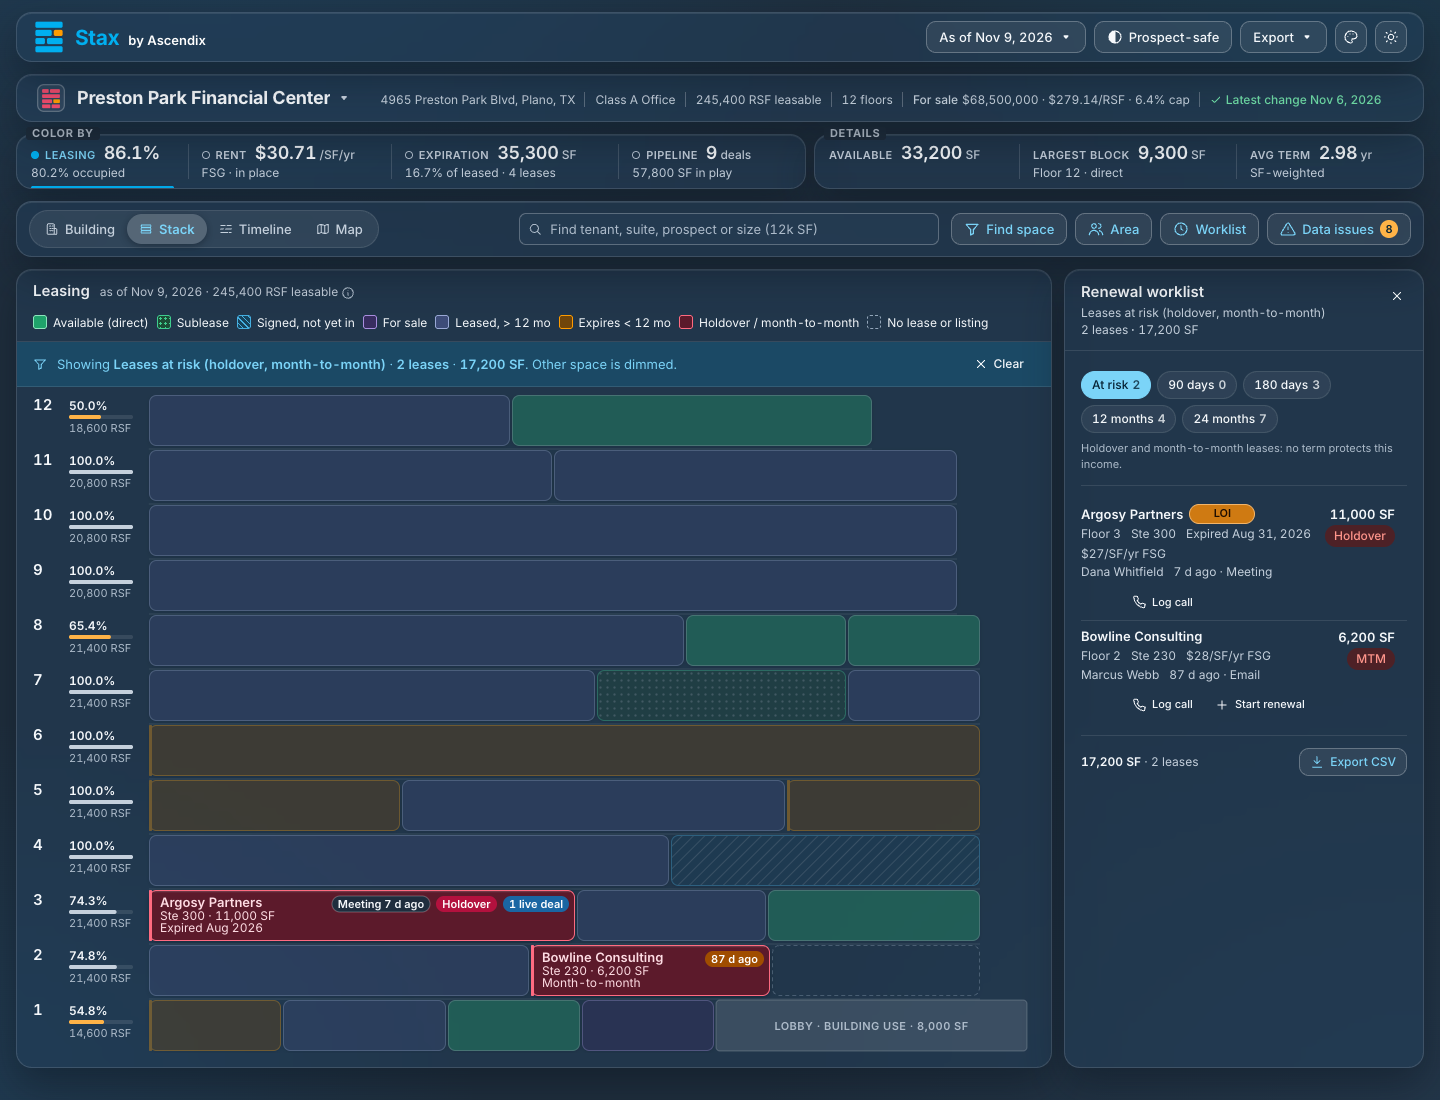 Stax by Ascendix
As of Nov 9, 2026
Prospect-safe
Export
Preston Park Financial Center
4965 Preston Park Blvd, Plano, TX
Class A Office
245,400 RSF leasable
12 floors
For sale $68,500,000 · $279.14/RSF · 6.4% cap
Latest change Nov 6, 2026
COLOR BY
LEASING 86.1%
80.2% occupied
RENT $30.71 /SF/yr
FSG · in place
EXPIRATION 35,300 SF
16.7% of leased · 4 leases
PIPELINE 9 deals
57,800 SF in play
DETAILS
AVAILABLE 33,200 SF
LARGEST BLOCK 9,300 SF
Floor 12 · direct
AVG TERM 2.98 yr
SF-weighted
Building
Stack
Timeline
Map
Find tenant, suite, prospect or size (12k SF)
Find space
Area
Worklist
Data issues 8
Leasing as of Nov 9, 2026 · 245,400 RSF leasable
Available (direct)
Sublease
Signed, not yet in
For sale
Leased, > 12 mo
Expires < 12 mo
Holdover / month-to-month
No lease or listing
Showing Leases at risk (holdover, month-to-month) · 2 leases · 17,200 SF. Other space is dimmed.
Clear
12 50.0%
18,600 RSF
11 100.0%
20,800 RSF
10 100.0%
20,800 RSF
9 100.0%
20,800 RSF
8 65.4%
21,400 RSF
7 100.0%
21,400 RSF
6 100.0%
21,400 RSF
5 100.0%
21,400 RSF
4 100.0%
21,400 RSF
3 74.3%
21,400 RSF
Argosy Partners
Ste 300 · 11,000 SF
Expired Aug 2026
Meeting 7 d ago
Holdover
1 live deal
2 74.8%
21,400 RSF
Bowline Consulting
Ste 230 · 6,200 SF
Month-to-month
87 d ago
1 54.8%
14,600 RSF
LOBBY · BUILDING USE · 8,000 SF
Renewal worklist
Leases at risk (holdover, month-to-month)
2 leases · 17,200 SF
At risk 2
90 days 0
180 days 3
12 months 4
24 months 7
Holdover and month-to-month leases: no term protects this
income.
Argosy Partners LOI 11,000 SF
Floor 3 Ste 300 Expired Aug 31, 2026 Holdover
$27/SF/yr FSG
Dana Whitfield 7 d ago · Meeting
Log call
Bowline Consulting 6,200 SF
Floor 2 Ste 230 $28/SF/yr FSG MTM
Marcus Webb 87 d ago · Email
Log call
Start renewal
17,200 SF · 2 leases
Export CSV